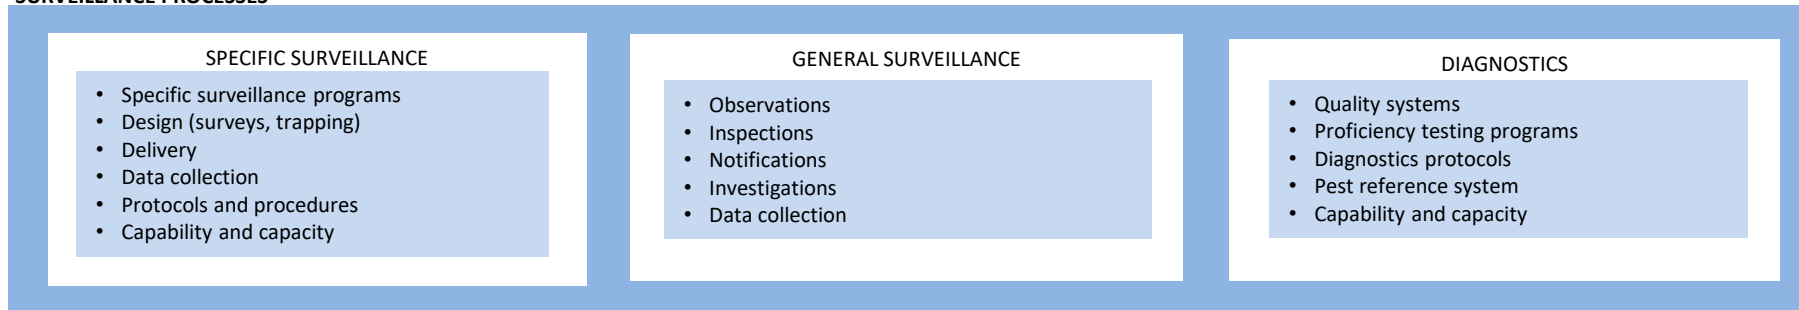 SURVEILLANCE PROCESSES
SPECIFIC SURVEILLANCE
• Specific surveillance programs
• Design (surveys, trapping)
• Delivery
• Data collection
• Protocols and procedures
• Capability and capacity
GENERAL SURVEILLANCE
• Observations
• Inspections
• Notifications
• Investigations
• Data collection
DIAGNOSTICS
• Quality systems
• Proficiency testing programs
• Diagnostics protocols
• Pest reference system
• Capability and capacity